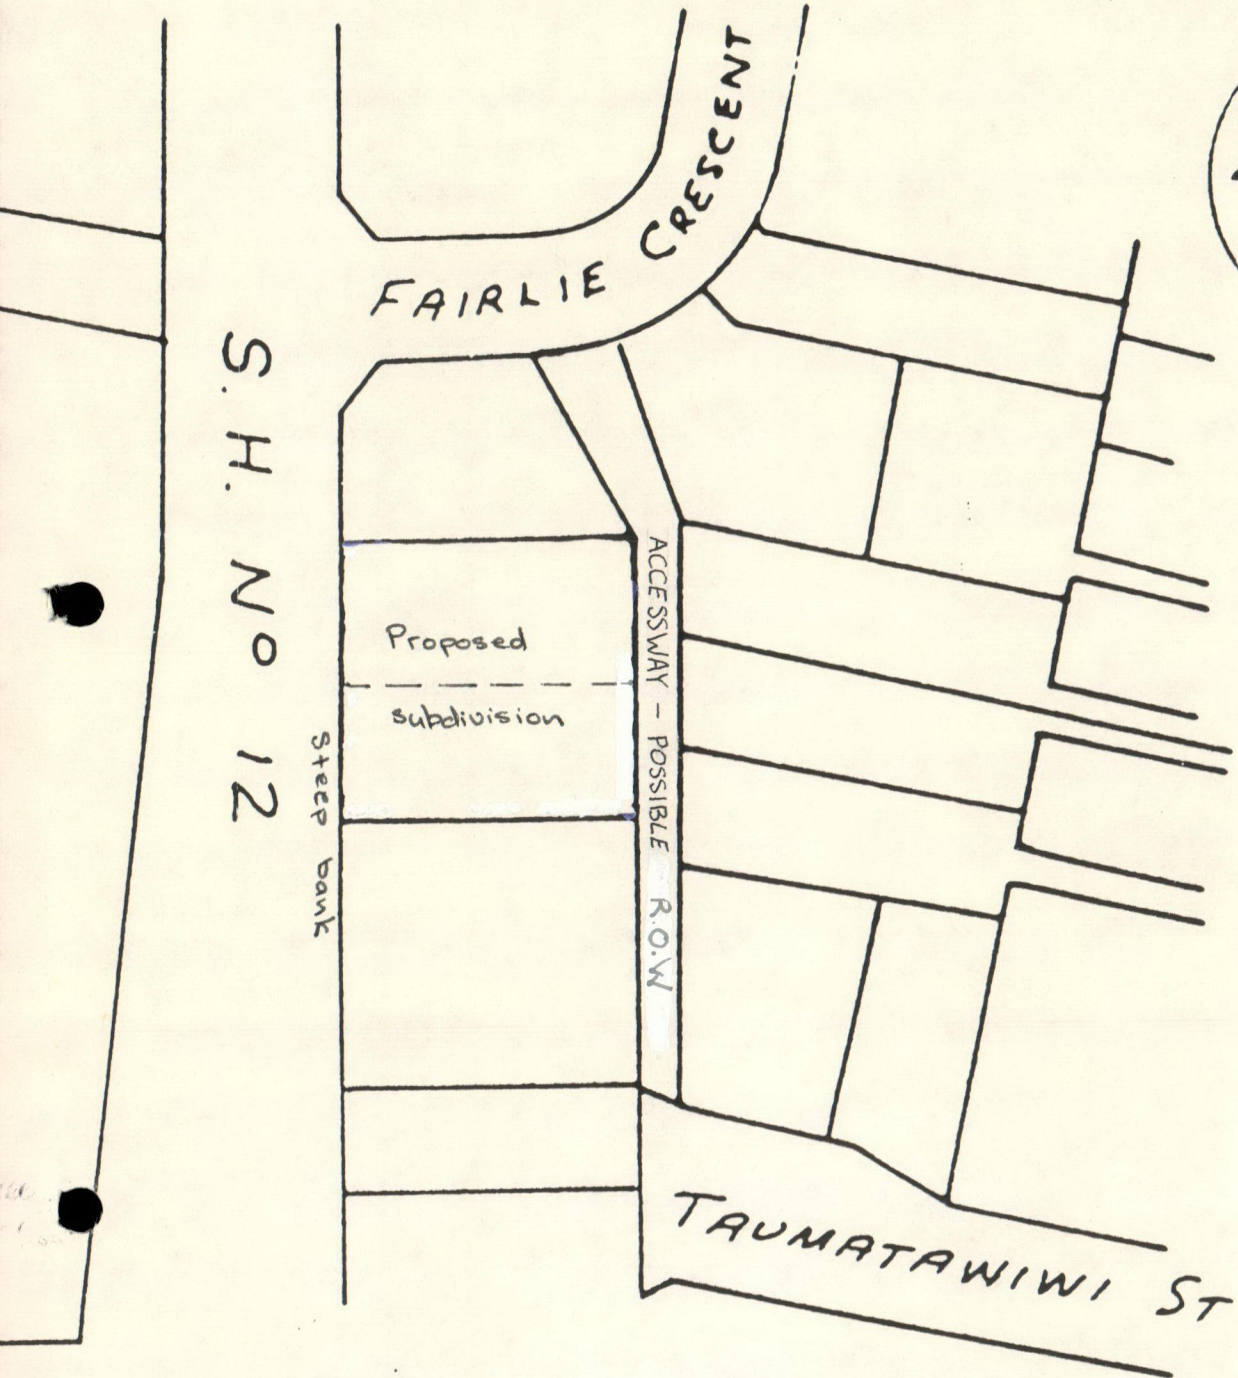 FAIRLIE CRESCENT
S. H. No 12
Proposed
subdivision
Steep bank
ACCESSWAY - POSSIBLE R.O.W
TAUMATAWIWI ST